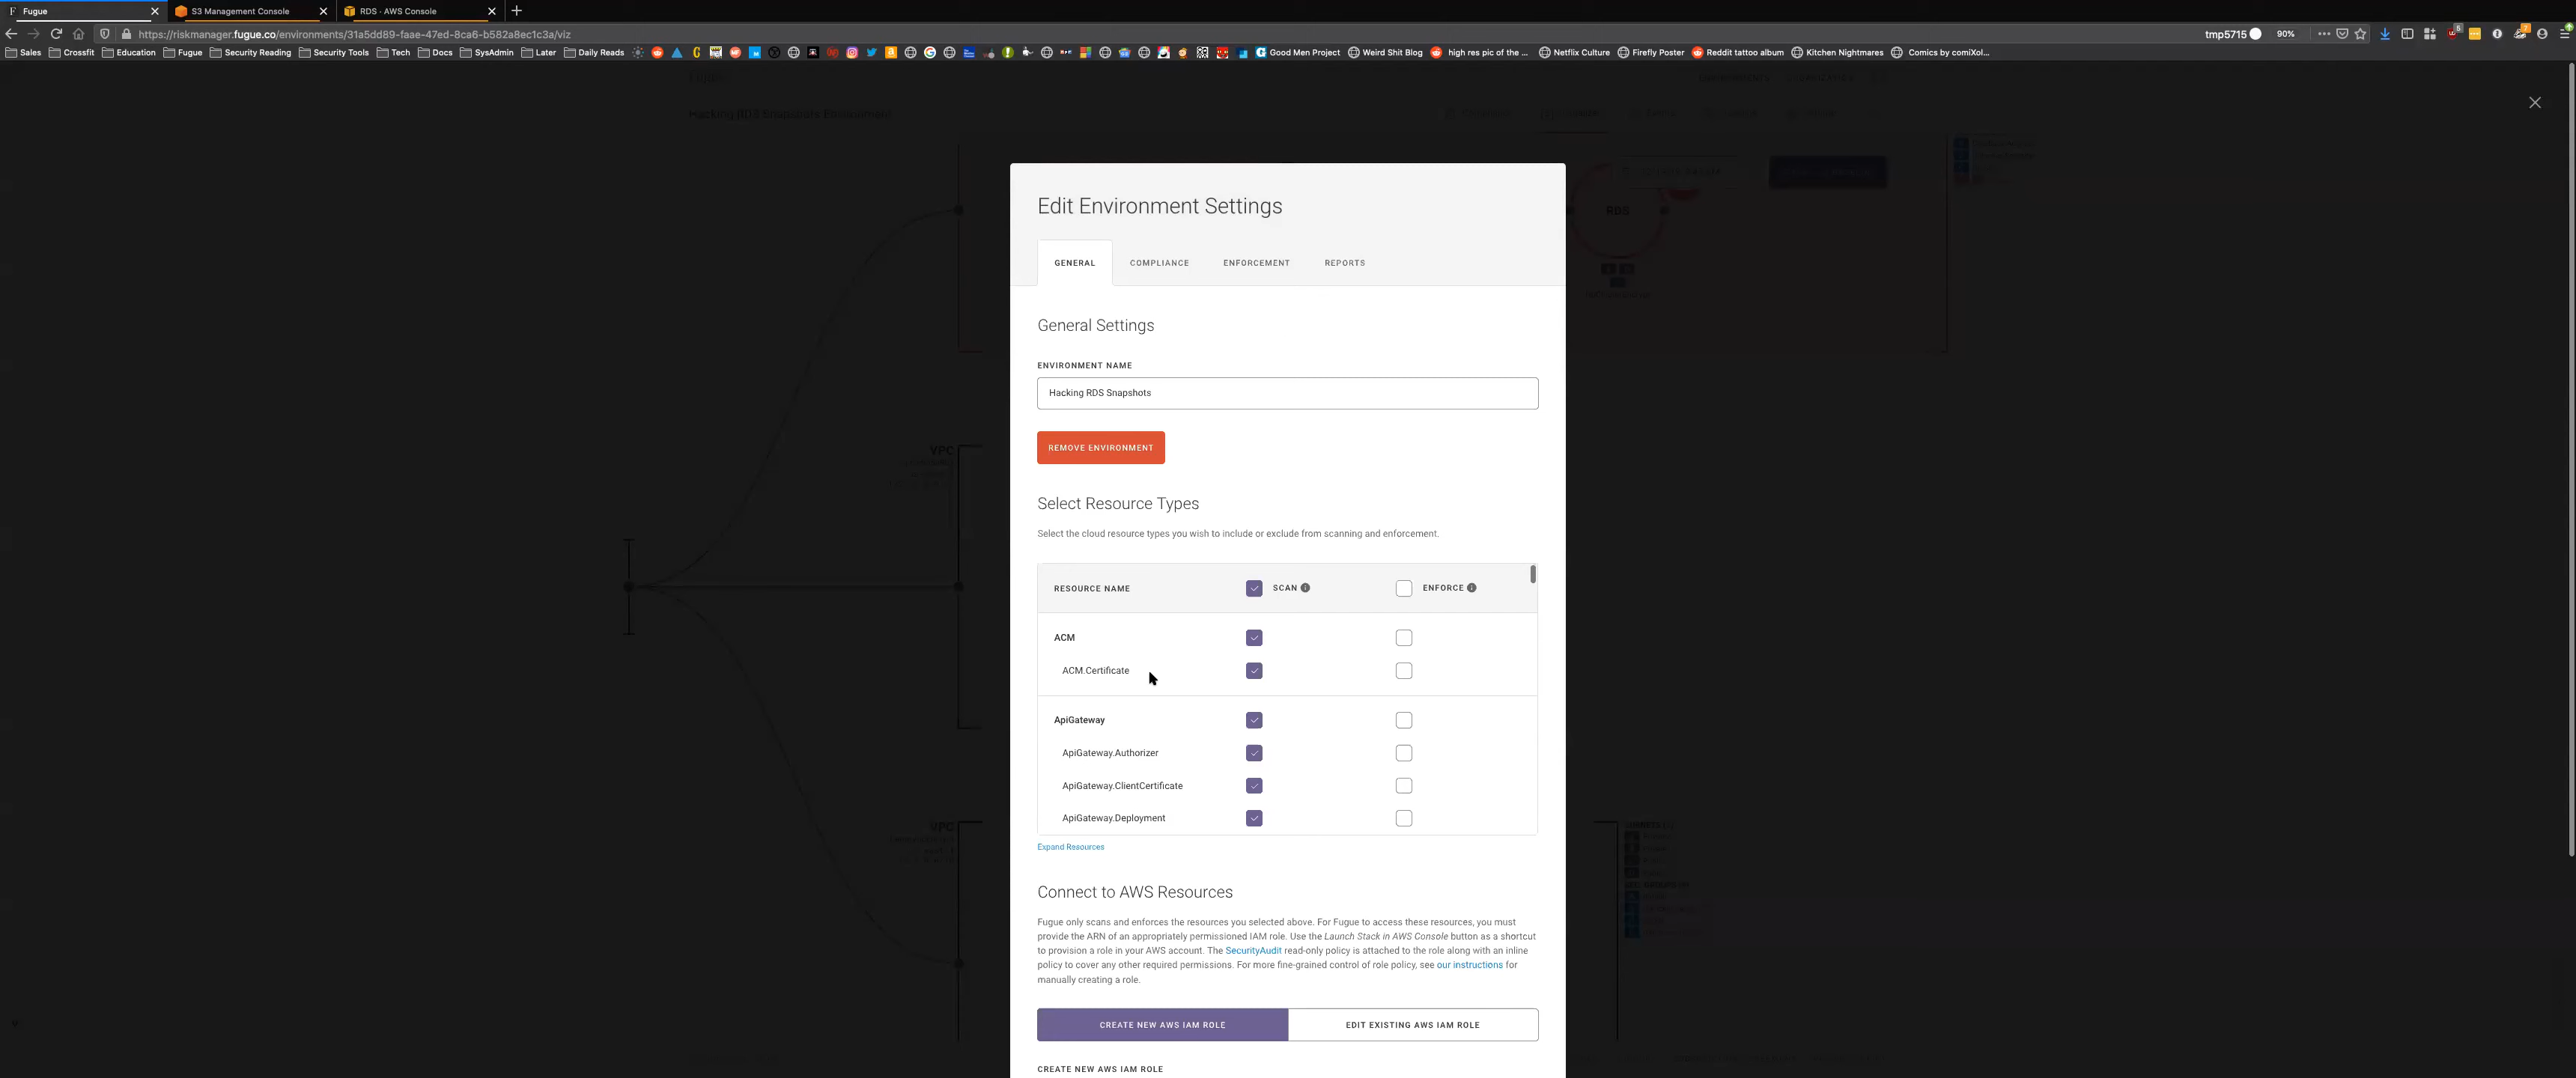 Fugue
S3 Management Console
RDS · AWS Console
https://riskmanager.fugue.co/environments/31a5dd89-faae-47ed-8ca6-b582a8ec1c3a/viz
tmp5715
90%
Sales Crossfit Education Fugue Security Reading Security Tools Tech Docs SysAdmin Later Daily Reads Good Men Project Weird Shit Blog high res pic of the ... Netflix Culture Firefly Poster Reddit tattoo album Kitchen Nightmares Comics by comiXol...
Hacking RDS Snapshots Environment
Edit Environment Settings
RDS
GENERAL COMPLIANCE ENFORCEMENT REPORTS
General Settings
ENVIRONMENT NAME
Hacking RDS Snapshots
REMOVE ENVIRONMENT
VPC
Select Resource Types
Select the cloud resource types you wish to include or exclude from scanning and enforcement.
RESOURCE NAME SCAN ENFORCE
ACM
ACM.Certificate
ApiGateway
ApiGateway.Authorizer
ApiGateway.ClientCertificate
ApiGateway.Deployment
VPC
Expand Resources
Connect to AWS Resources
Fugue only scans and enforces the resources you selected above. For Fugue to access these resources, you must
provide the ARN of an appropriately permissioned IAM role. Use the Launch Stack in AWS Console button as a shortcut
to provision a role in your AWS account. The SecurityAudit read-only policy is attached to the role along with an inline
policy to cover any other required permissions. For more fine-grained control of role policy, see our instructions for
manually creating a role.
CREATE NEW AWS IAM ROLE EDIT EXISTING AWS IAM ROLE
CREATE NEW AWS IAM ROLE